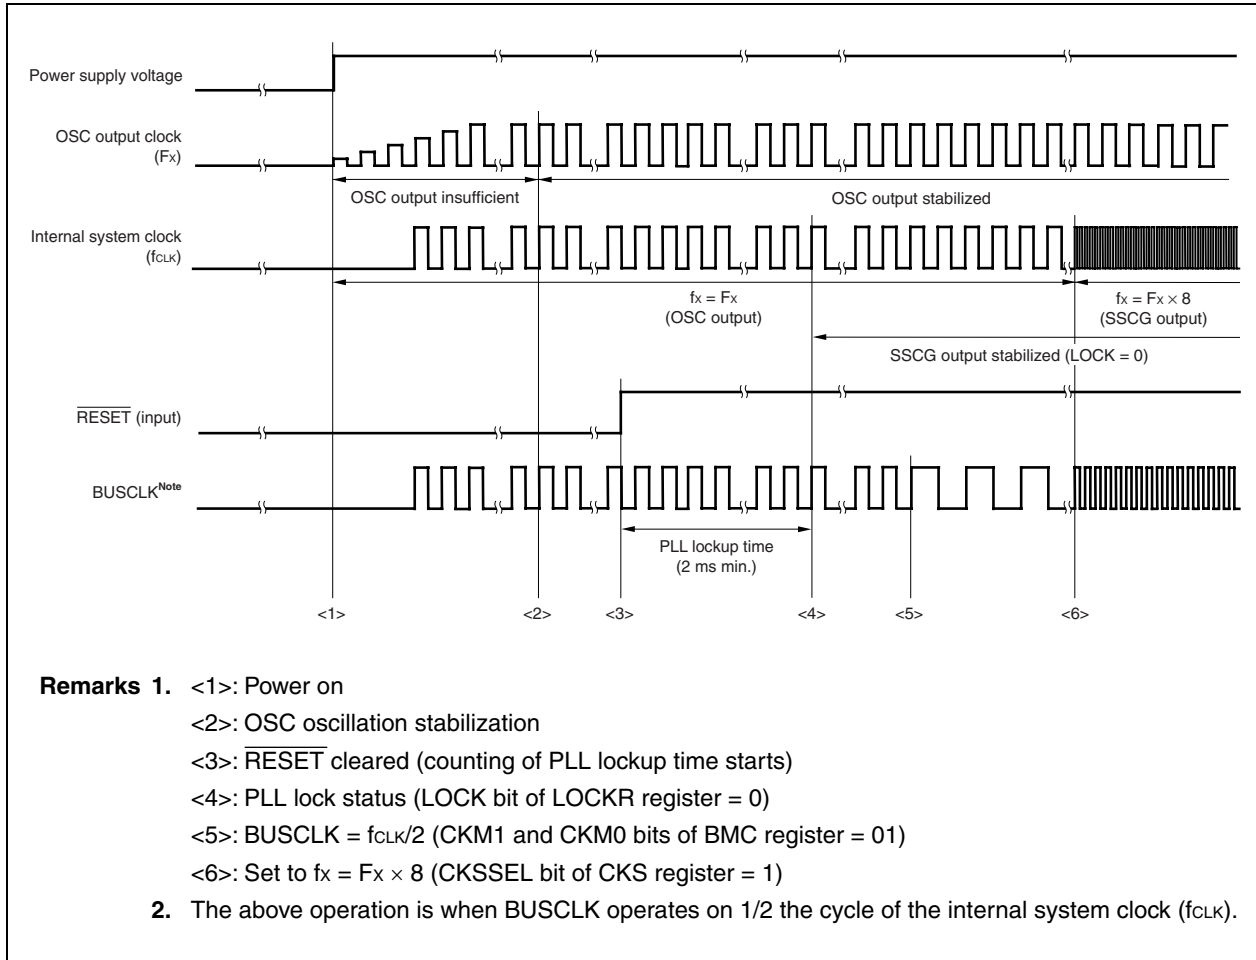 Power supply voltage
OSC output clock
(Fx)
OSC output insufficient
OSC output stabilized
Internal system clock
(fCLK)
fx = Fx
(OSC output)
fx = Fx × 8
(SSCG output)
SSCG output stabilized (LOCK = 0)
RESET (input)
BUSCLKNote
PLL lockup time
(2 ms min.)
<1>
<2>
<3>
<4>
<5>
<6>
Remarks 1. <1>: Power on
<2>: OSC oscillation stabilization
<3>: RESET cleared (counting of PLL lockup time starts)
<4>: PLL lock status (LOCK bit of LOCKR register = 0)
<5>: BUSCLK = fCLK/2 (CKM1 and CKM0 bits of BMC register = 01)
<6>: Set to fx = Fx × 8 (CKSSEL bit of CKS register = 1)
2. The above operation is when BUSCLK operates on 1/2 the cycle of the internal system clock (fCLK).